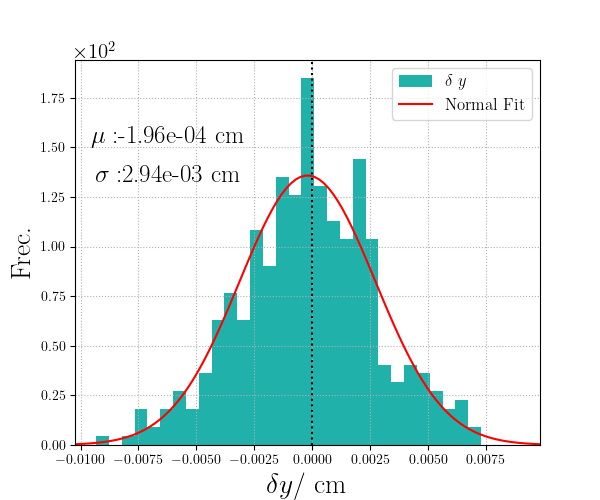 ×10²
δ y
Normal Fit
μ :-1.96e-04 cm
σ :2.94e-03 cm
Frec.
1.75
1.50
1.25
1.00
0.75
0.50
0.25
0.00
−0.0100 −0.0075 −0.0050 −0.0025 0.0000 0.0025 0.0050 0.0075
δy/ cm